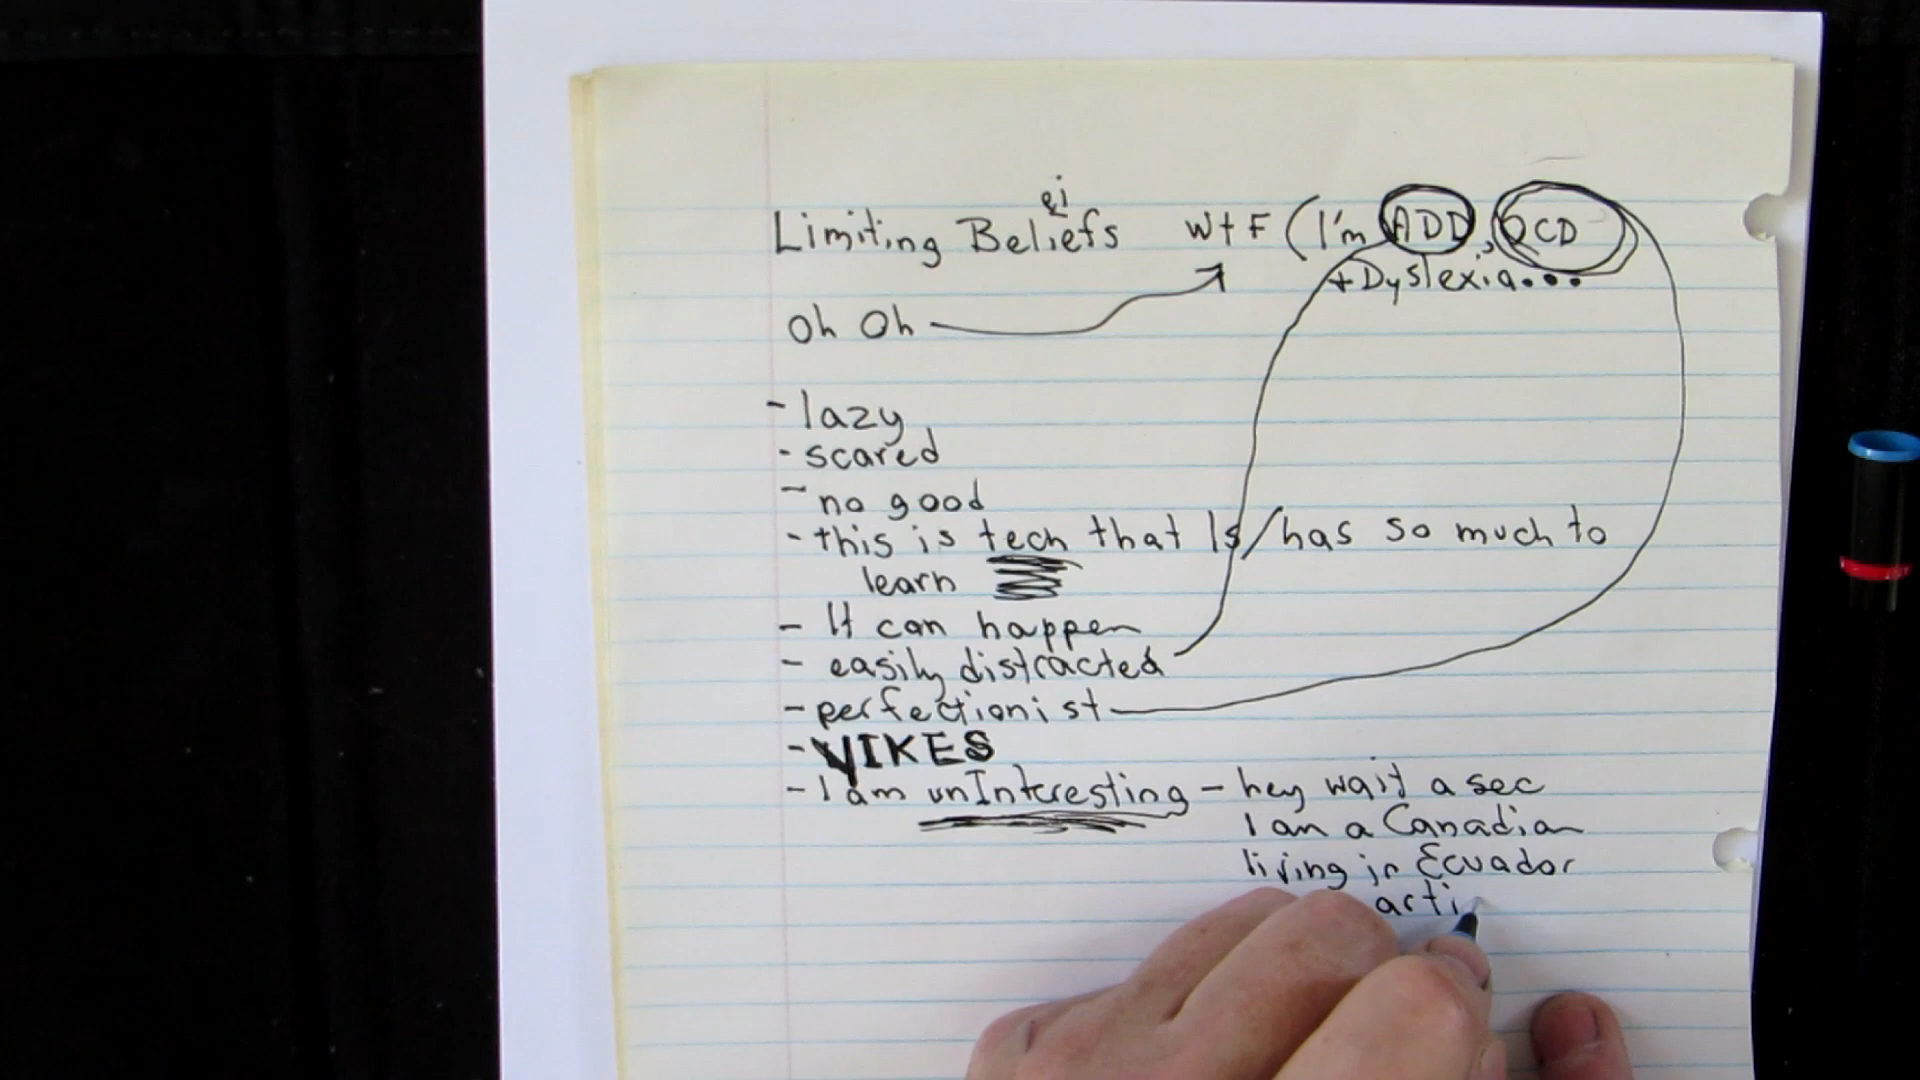 ei
Limiting Beliefs WtF (I'm ADD, OCD
+Dyslexia...
Oh Oh
- lazy
- scared
- no good
- this is tech that Is/has so much to
learn
- It can happen
- easily distracted
- perfectionist
- YIKES
- I am unInteresting - hey wait a sec
I am a Canadian
living in Ecuador
arti